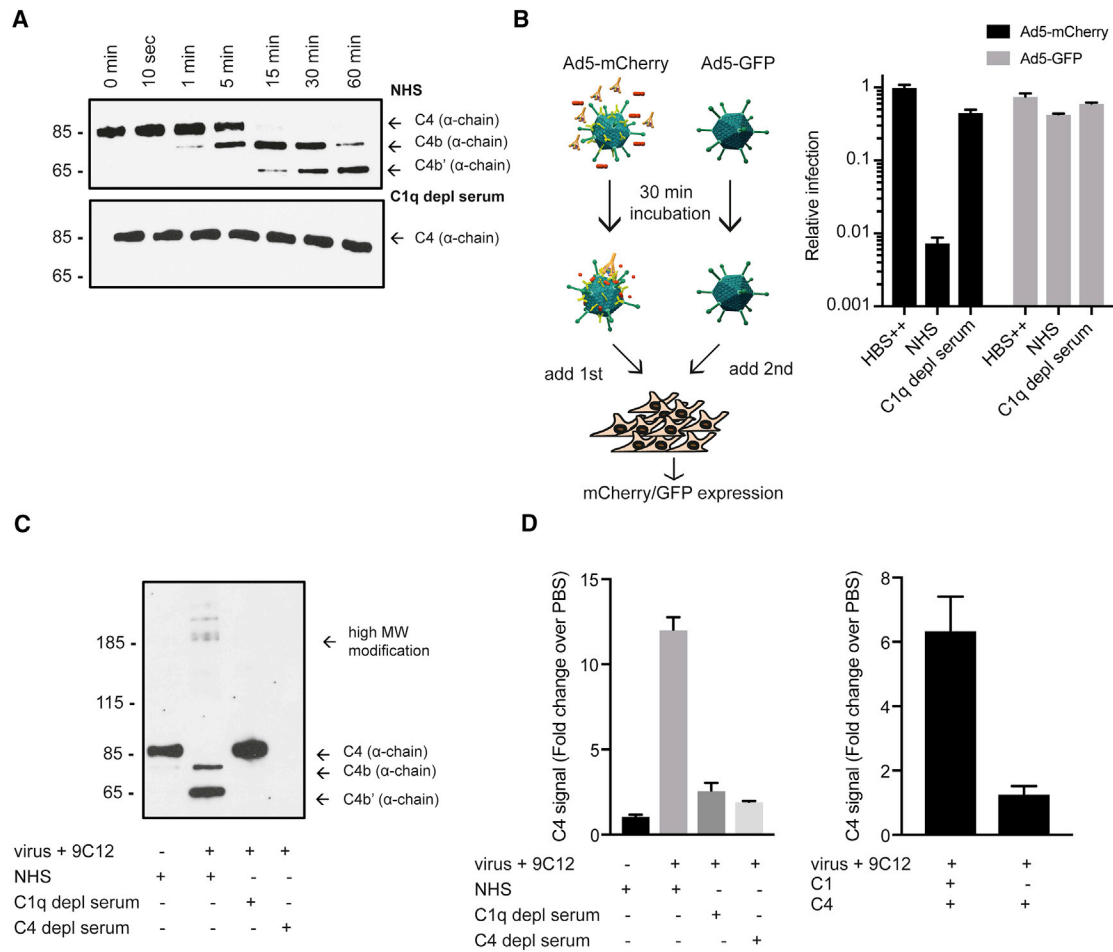 A
0 min
10 sec
1 min
5 min
15 min
30 min
60 min
NHS
85 -
65 -
C4 (α-chain)
C4b (α-chain)
C4b' (α-chain)
C1q depl serum
85 -
65 -
C4 (α-chain)
B
Ad5-mCherry
Ad5-GFP
30 min
incubation
add 1st
add 2nd
mCherry/GFP expression
Ad5-mCherry
Ad5-GFP
Relative infection
1
0.1
0.01
0.001
HBS++
NHS
C1q depl serum
HBS++
NHS
C1q depl serum
C
185 -
115 -
85 -
65 -
high MW
modification
C4 (α-chain)
C4b (α-chain)
C4b' (α-chain)
virus + 9C12 - + + +
NHS + + - -
C1q depl serum - - + -
C4 depl serum - - - +
D
C4 signal (Fold change over PBS)
15
10
5
0
virus + 9C12 - + + +
NHS + + - -
C1q depl serum - - + -
C4 depl serum - - - +
C4 signal (Fold change over PBS)
8
6
4
2
0
virus + 9C12 + +
C1 + -
C4 + +